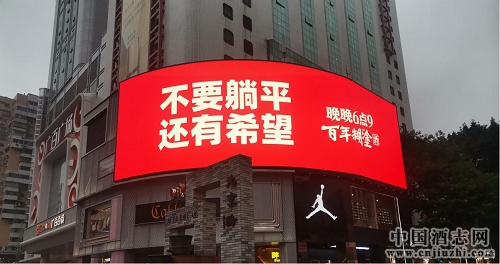 不要躺平
还有希望
晚晚6点9
百年糊涂酒
中国酒志网
www.cnjiuzhi.com